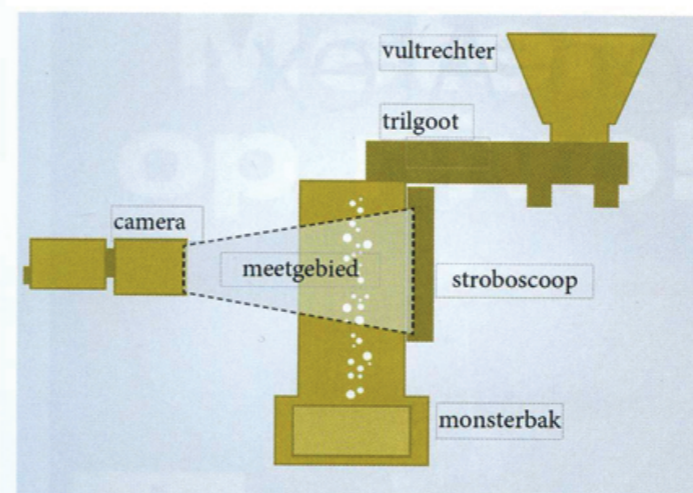 vultrechter
trilgoot
camera
meetgebied
stroboscoop
monsterbak